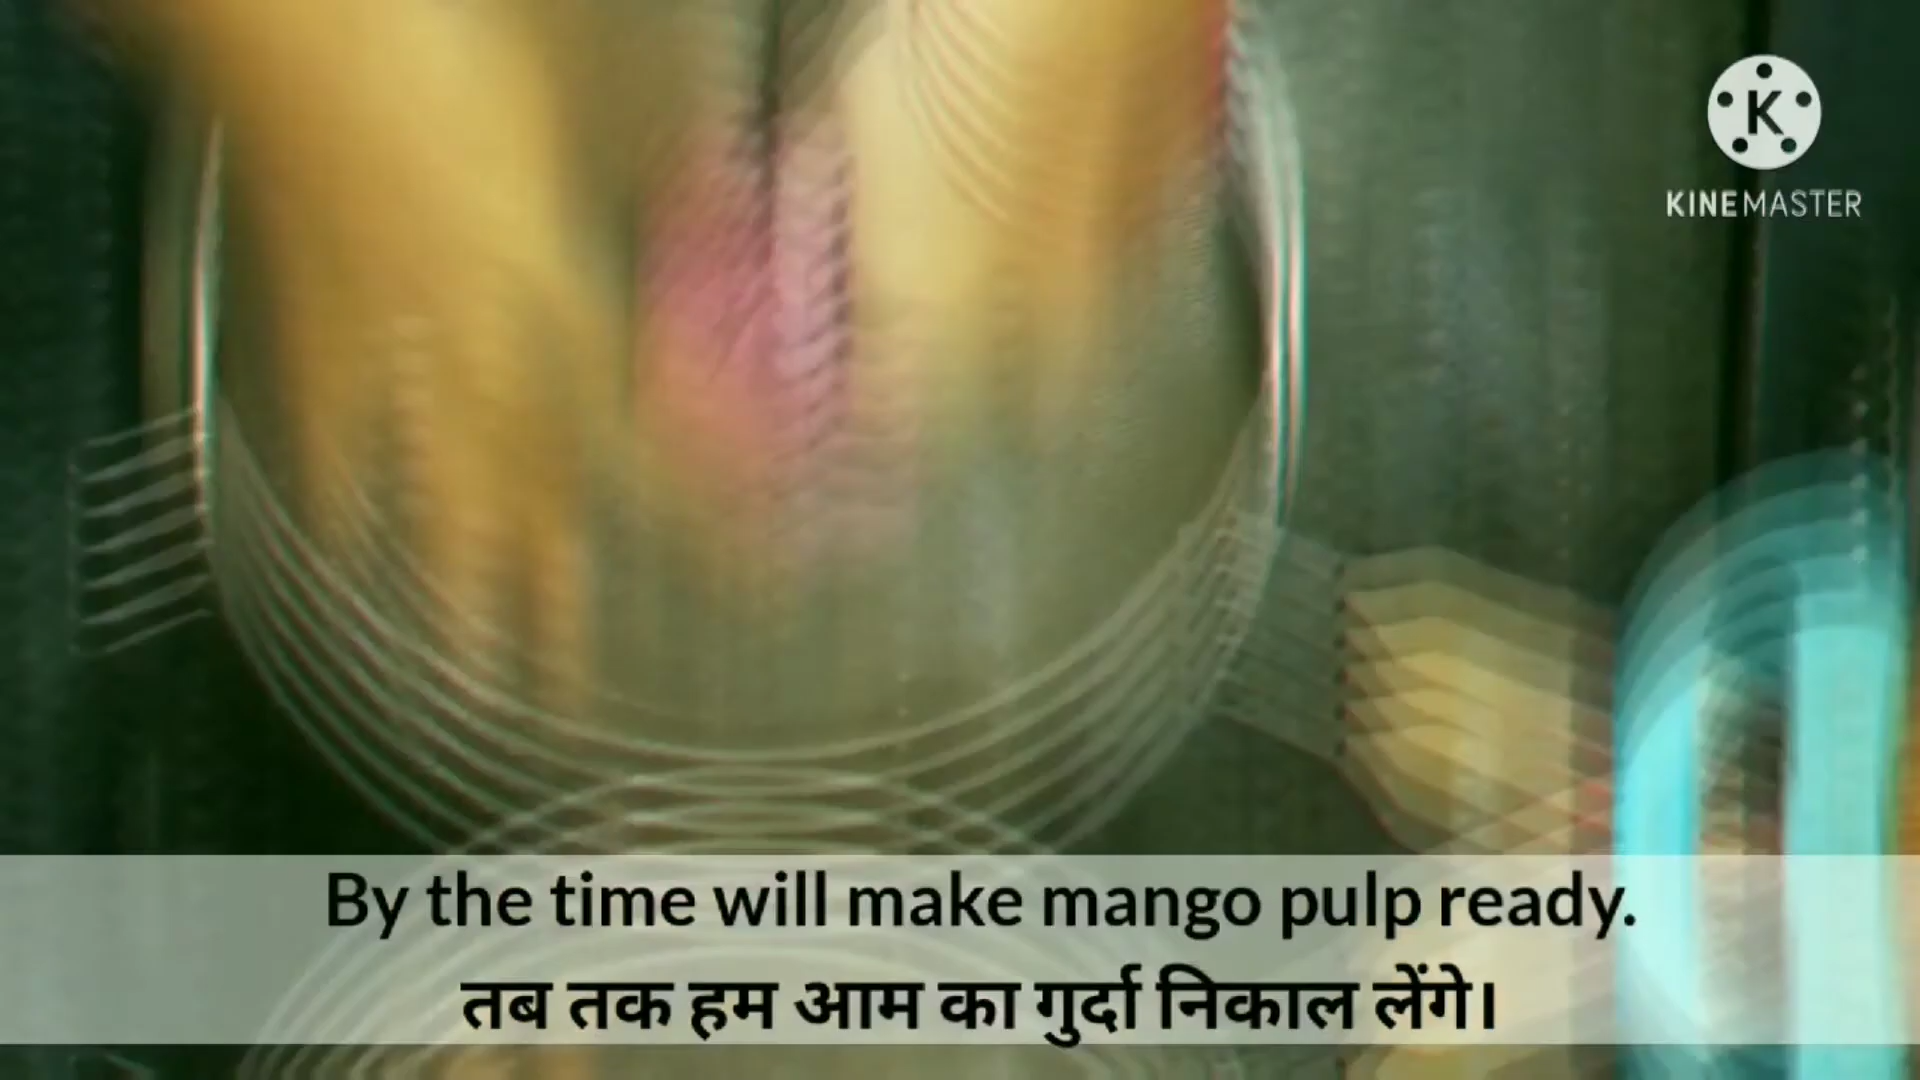 K
KINEMASTER
By the time will make mango pulp ready.
तब तक हम आम का गुर्दा निकाल लेंगे।